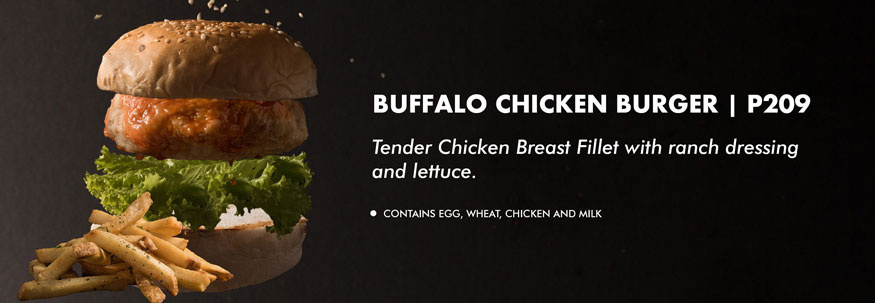 BUFFALO CHICKEN BURGER | P209
Tender Chicken Breast Fillet with ranch dressing
and lettuce.
• CONTAINS EGG, WHEAT, CHICKEN AND MILK